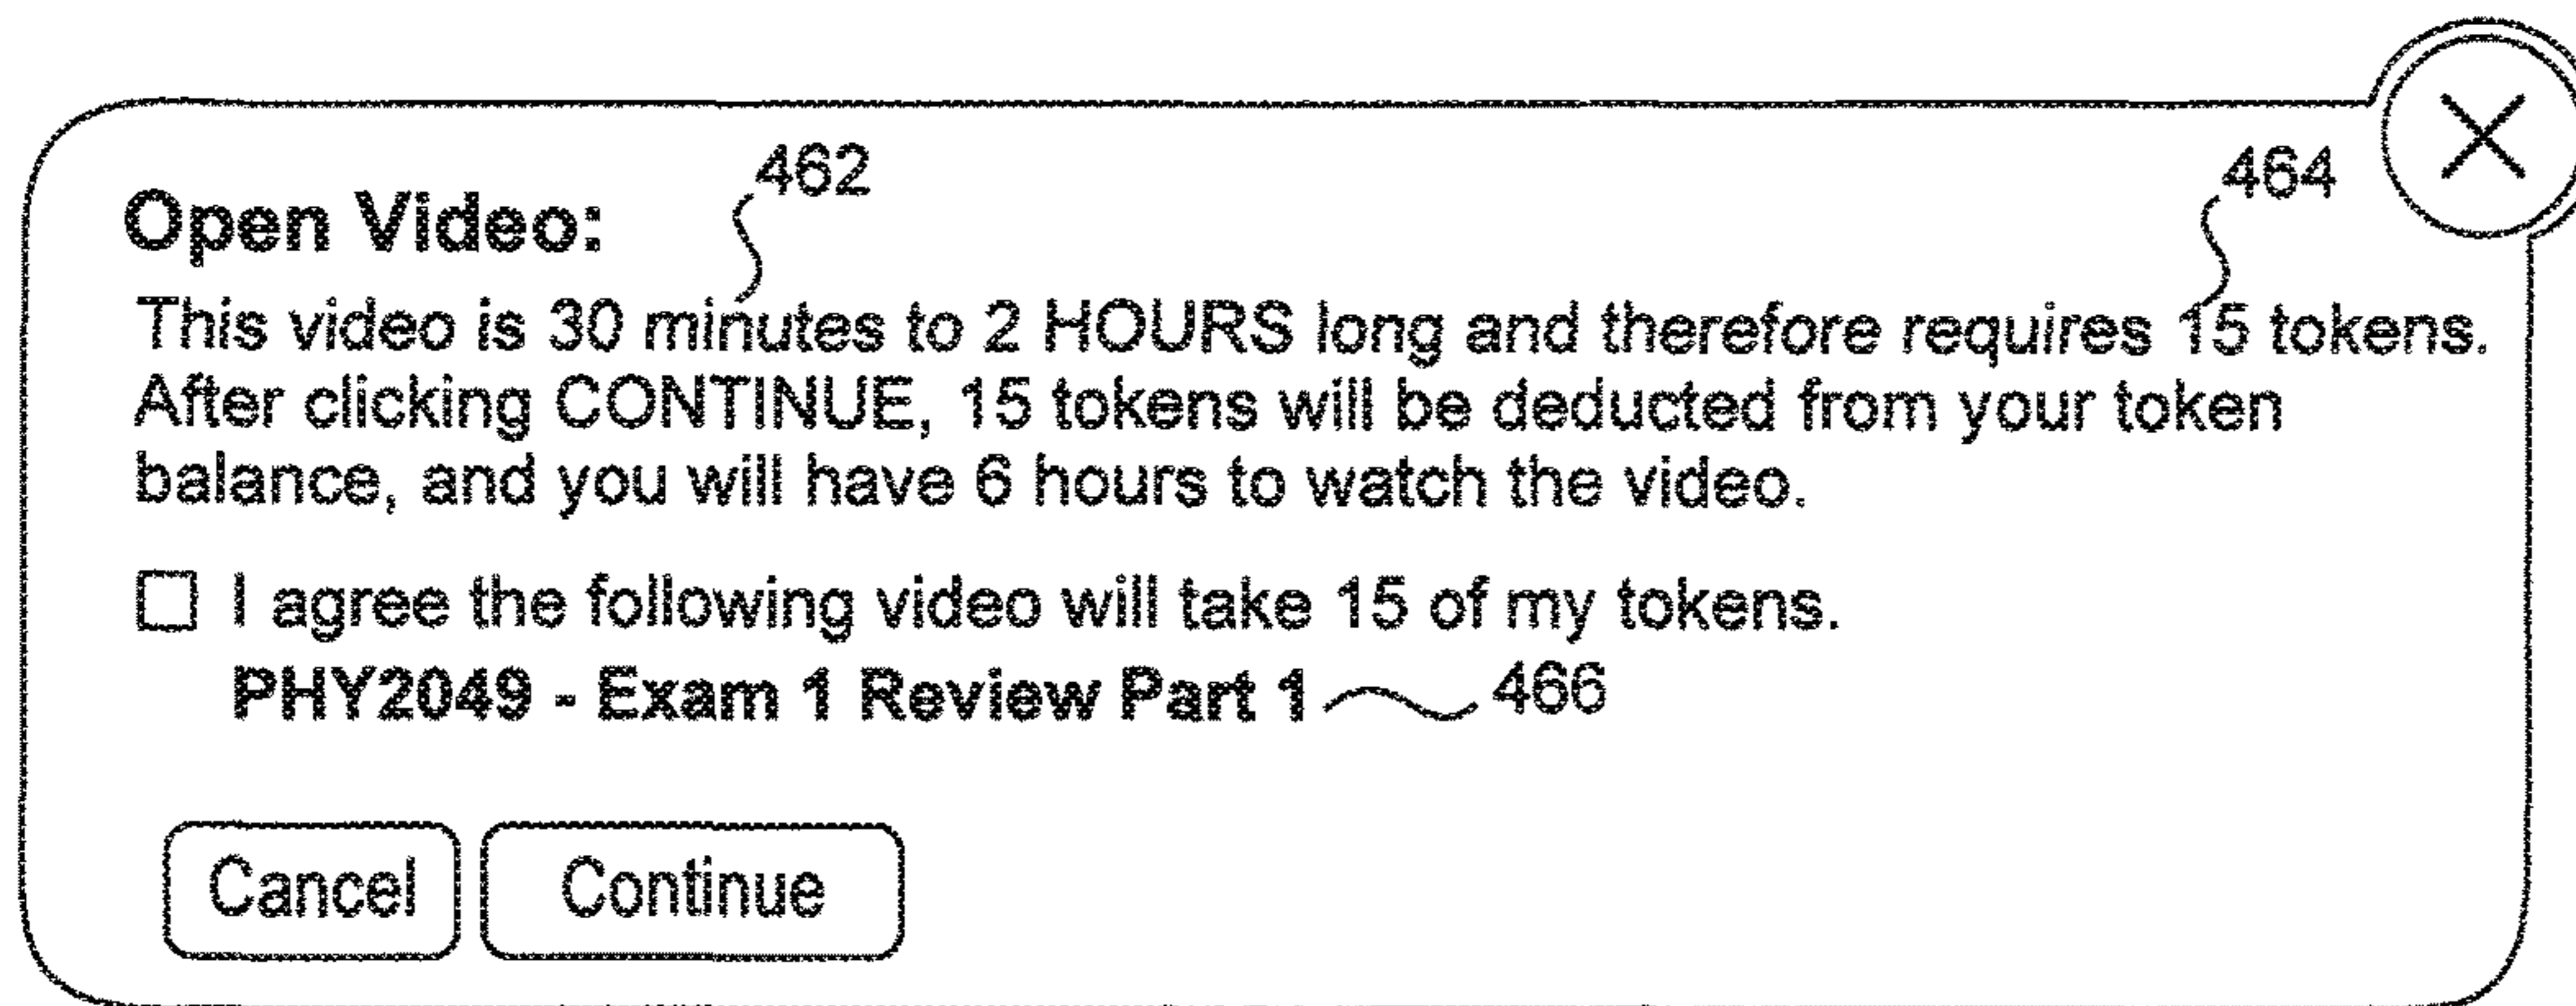 462
464
Open Video:
This video is 30 minutes to 2 HOURS long and therefore requires 15 tokens.
After clicking CONTINUE, 15 tokens will be deducted from your token
balance, and you will have 6 hours to watch the video.
I agree the following video will take 15 of my tokens.
PHY2049 - Exam 1 Review Part 1 466
Cancel Continue